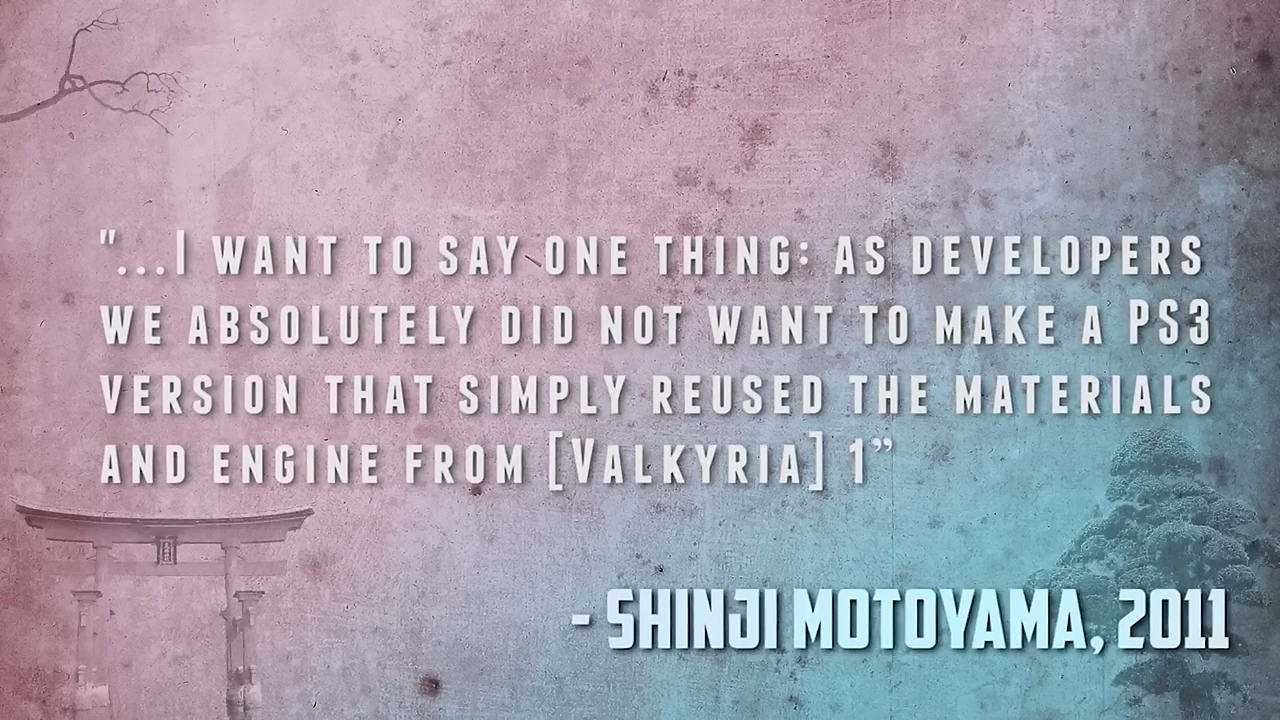 "...I WANT TO SAY ONE THING: AS DEVELOPERS
WE ABSOLUTELY DID NOT WANT TO MAKE A PS3
VERSION THAT SIMPLY REUSED THE MATERIALS
AND ENGINE FROM [VALKYRIA] 1”
- SHINJI MOTOYAMA, 2011